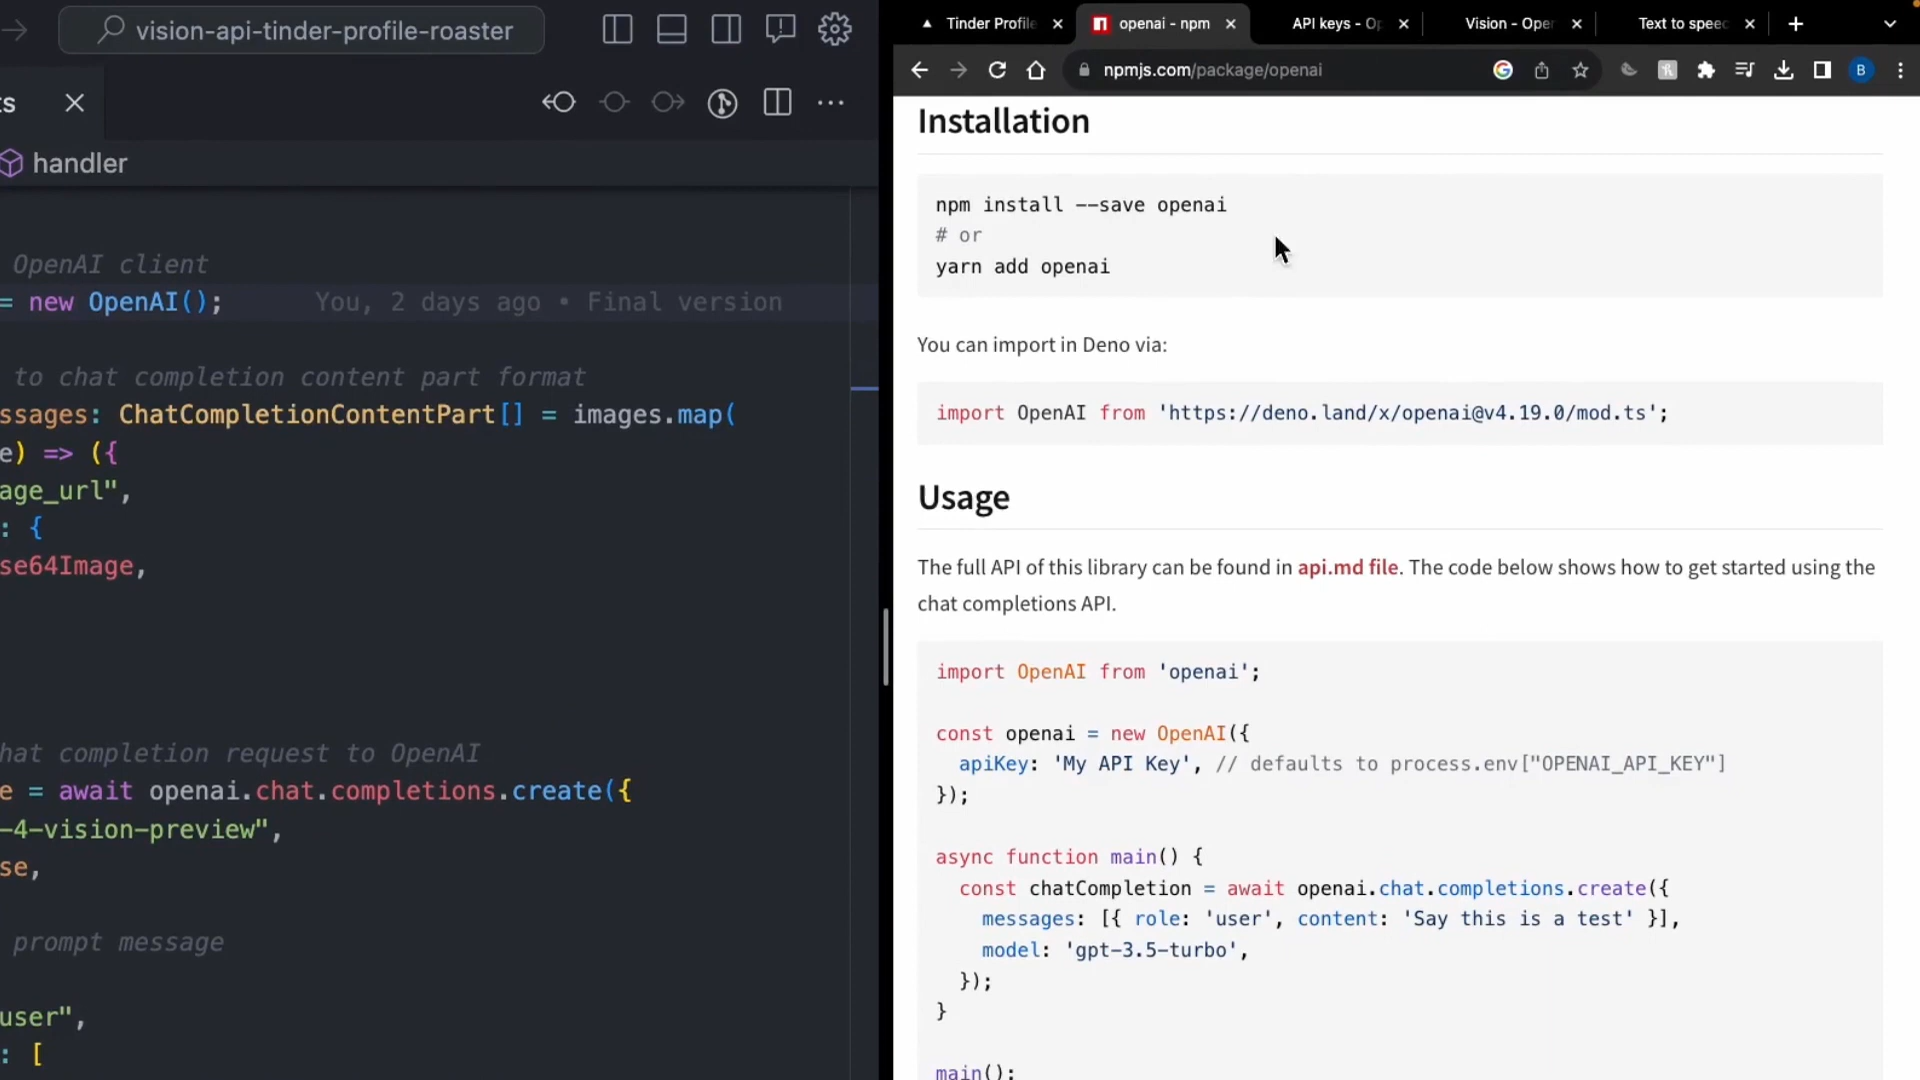 vision-api-tinder-profile-roaster
ts
handler
OpenAI client
= new OpenAI(); You, 2 days ago • Final version
to chat completion content part format
ssages: ChatCompletionContentPart[] = images.map(
e) => ({
age_url",
: {
se64Image,
hat completion request to OpenAI
e = await openai.chat.completions.create({
-4-vision-preview",
se,
prompt message
user",
: [
Tinder Profile
openai - npm
API keys - Op
Vision - Open
Text to speec
npmjs.com/package/openai
B
Installation
npm install --save openai
# or
yarn add openai
You can import in Deno via:
import OpenAI from 'https://deno.land/x/openai@v4.19.0/mod.ts';
Usage
The full API of this library can be found in api.md file. The code below shows how to get started using the
chat completions API.
import OpenAI from 'openai';
const openai = new OpenAI({
apiKey: 'My API Key', // defaults to process.env["OPENAI_API_KEY"]
});
async function main() {
const chatCompletion = await openai.chat.completions.create({
messages: [{ role: 'user', content: 'Say this is a test' }],
model: 'gpt-3.5-turbo',
});
}
main();